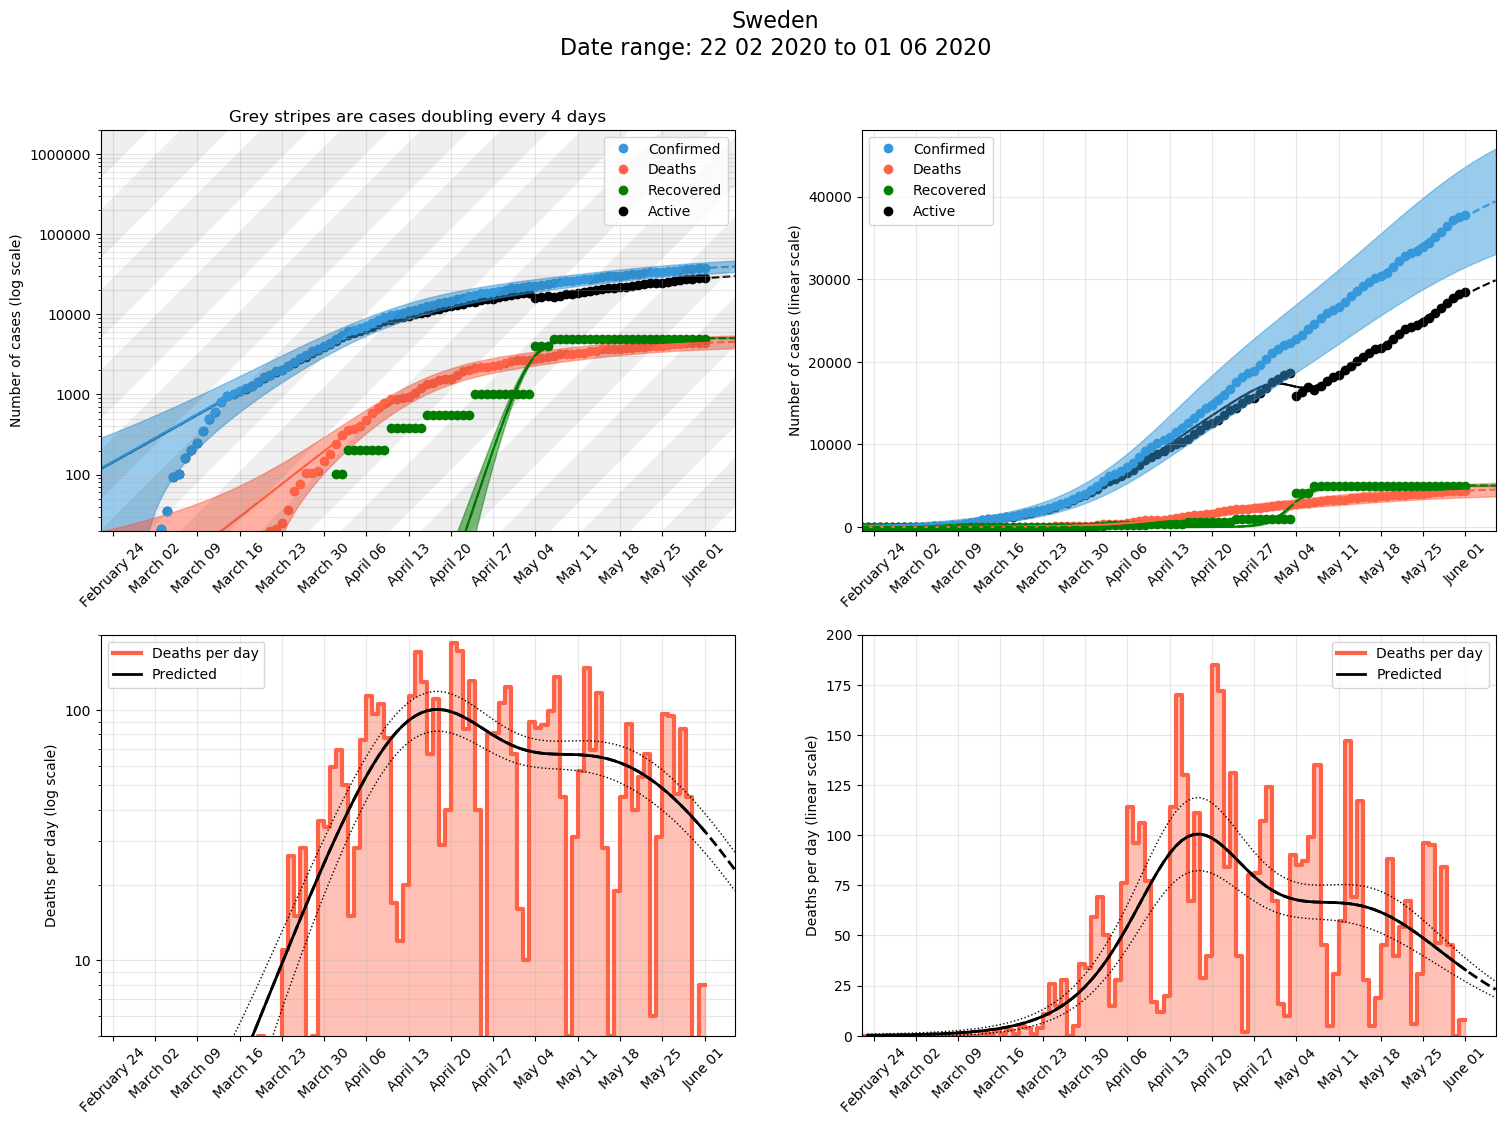 Sweden
Date range: 22 02 2020 to 01 06 2020
Grey stripes are cases doubling every 4 days
Number of cases (log scale)
1000000
100000
10000
1000
100
Confirmed
Deaths
Recovered
Active
February 24
March 02
March 09
March 16
March 23
March 30
April 06
April 13
April 20
April 27
May 04
May 11
May 18
May 25
June 01
Number of cases (linear scale)
40000
30000
20000
10000
0
Confirmed
Deaths
Recovered
Active
February 24
March 02
March 09
March 16
March 23
March 30
April 06
April 13
April 20
April 27
May 04
May 11
May 18
May 25
June 01
Deaths per day (log scale)
100
10
Deaths per day
Predicted
February 24
March 02
March 09
March 16
March 23
March 30
April 06
April 13
April 20
April 27
May 04
May 11
May 18
May 25
June 01
Deaths per day (linear scale)
200
175
150
125
100
75
50
25
0
Deaths per day
Predicted
February 24
March 02
March 09
March 16
March 23
March 30
April 06
April 13
April 20
April 27
May 04
May 11
May 18
May 25
June 01